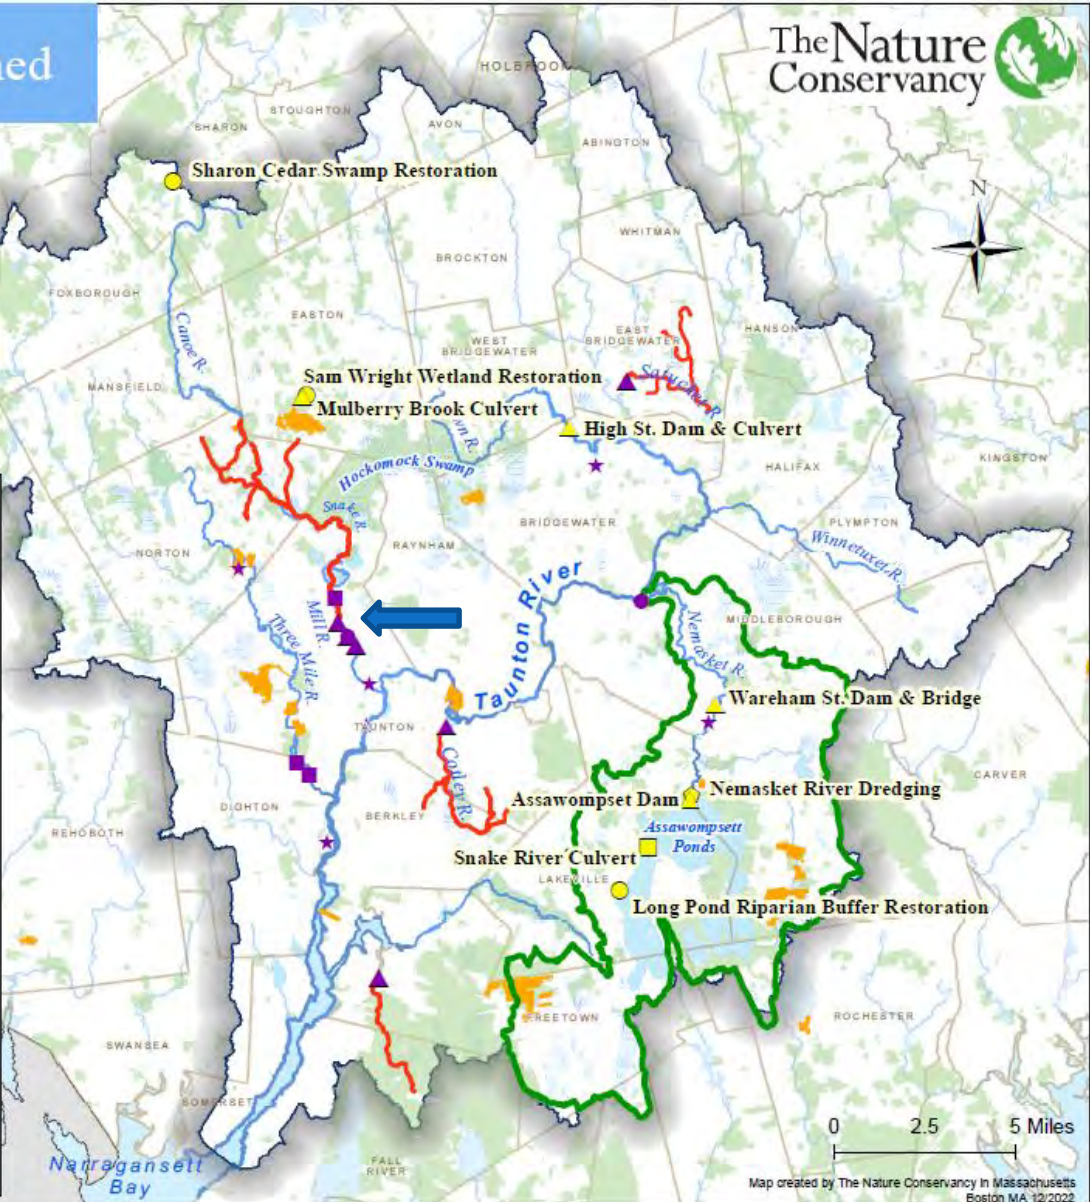 ed
The Nature
Conservancy
HOLBROOK
STOUGHTON
SHARON
AVON
ABINGTON
Sharon Cedar Swamp Restoration
N
WHITMAN
BROCKTON
FOXBOROUGH
EASTON
Canoe R.
WEST
BRIDGEWATER
EAST
BRIDGEWATER
HANSON
MANSFIELD
Sam Wright Wetland Restoration
Satucket R.
Mulberry Brook Culvert
wn R.
High St. Dam & Culvert
Hockomock Swamp
HALIFAX
KINGSTON
Snake R.
BRIDGEWATER
PLYMPTON
NORTON
RAYNHAM
Winnetuxet R.
Taunton River
Mill R.
Three Mile R.
MIDDLEBOROUGH
Nemasket R.
Wareham St. Dam & Bridge
TAUNTON
Cotley R.
CARVER
Nemasket River Dredging
Assawompset Dam
DIGHTON
BERKLEY
REHOBOTH
Assawompsett
Ponds
Snake River Culvert
LAKEVILLE
Long Pond Riparian Buffer Restoration
FREETOWN
ROCHESTER
SWANSEA
SOMERSET
0 2.5 5 Miles
Narragansett
Bay
FALL
RIVER
Map created by The Nature Conservancy in Massachusetts
Boston MA 12/2022